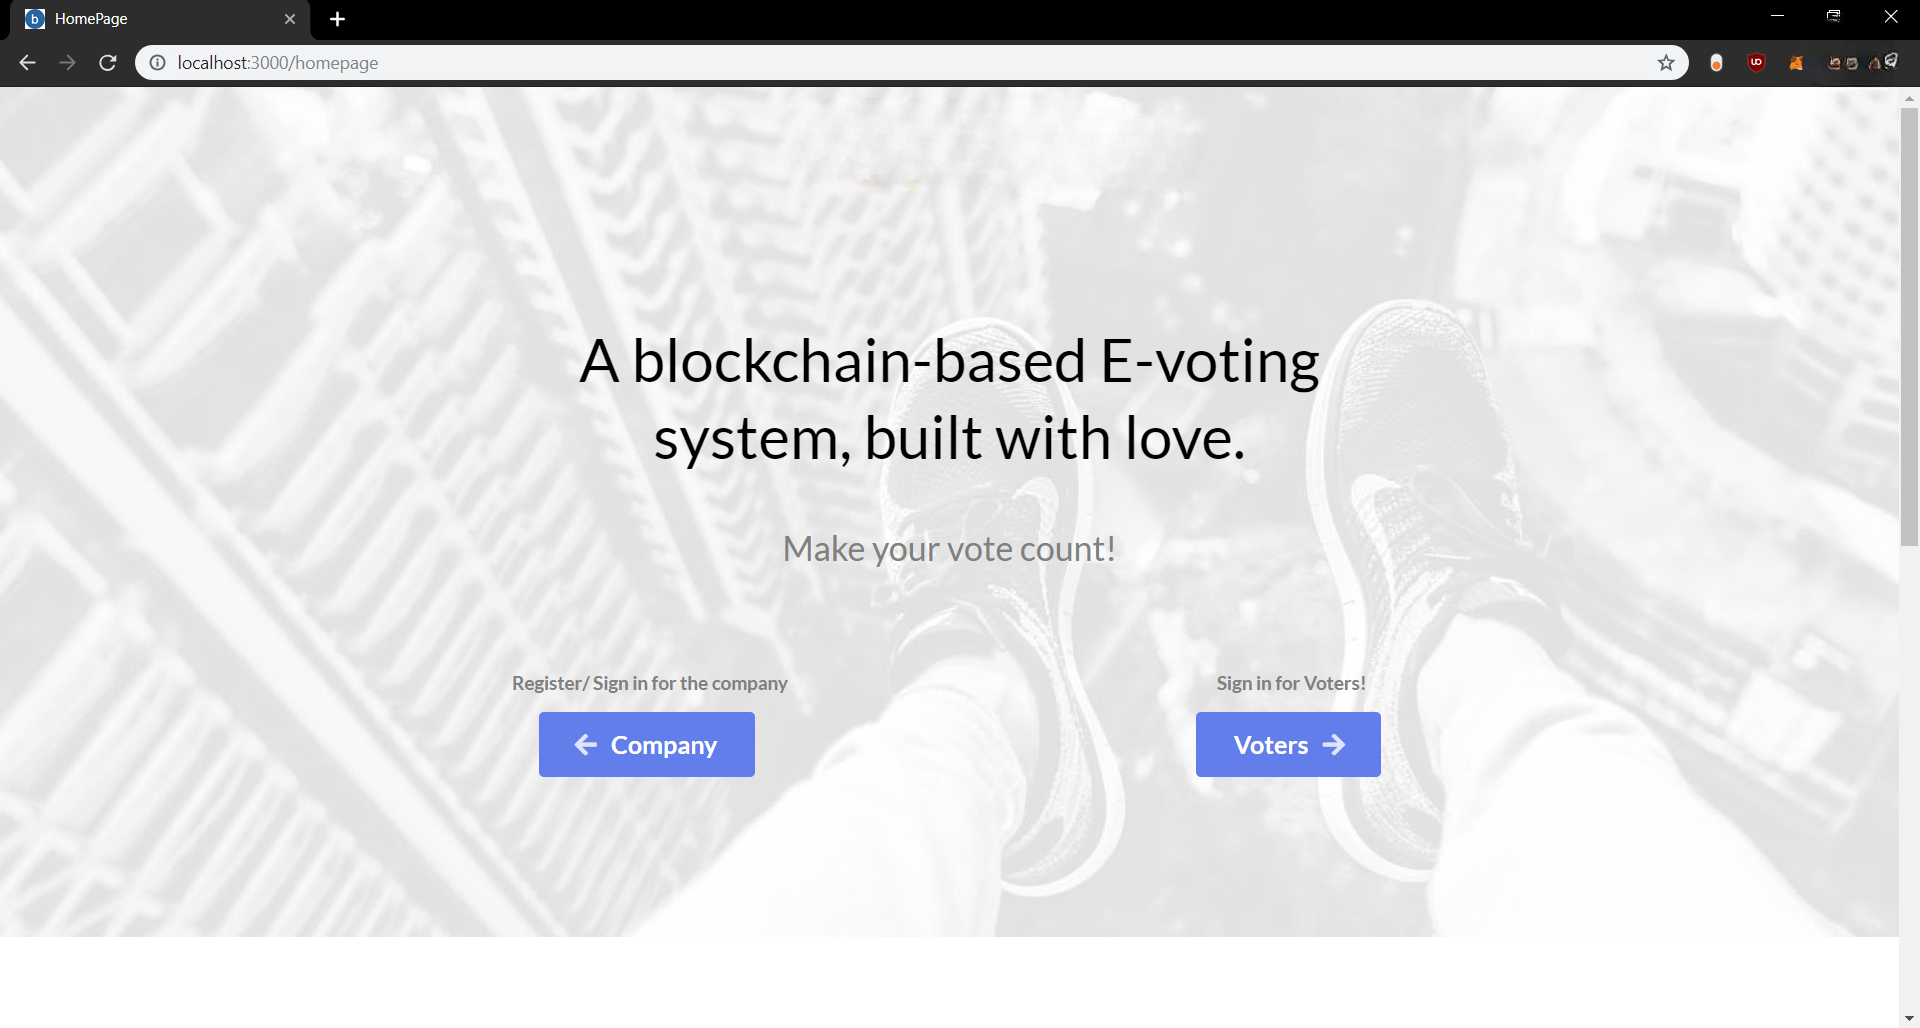 HomePage
localhost:3000/homepage
A blockchain-based E-voting
system, built with love.
Make your vote count!
Register/ Sign in for the company
Sign in for Voters!
Company
Voters